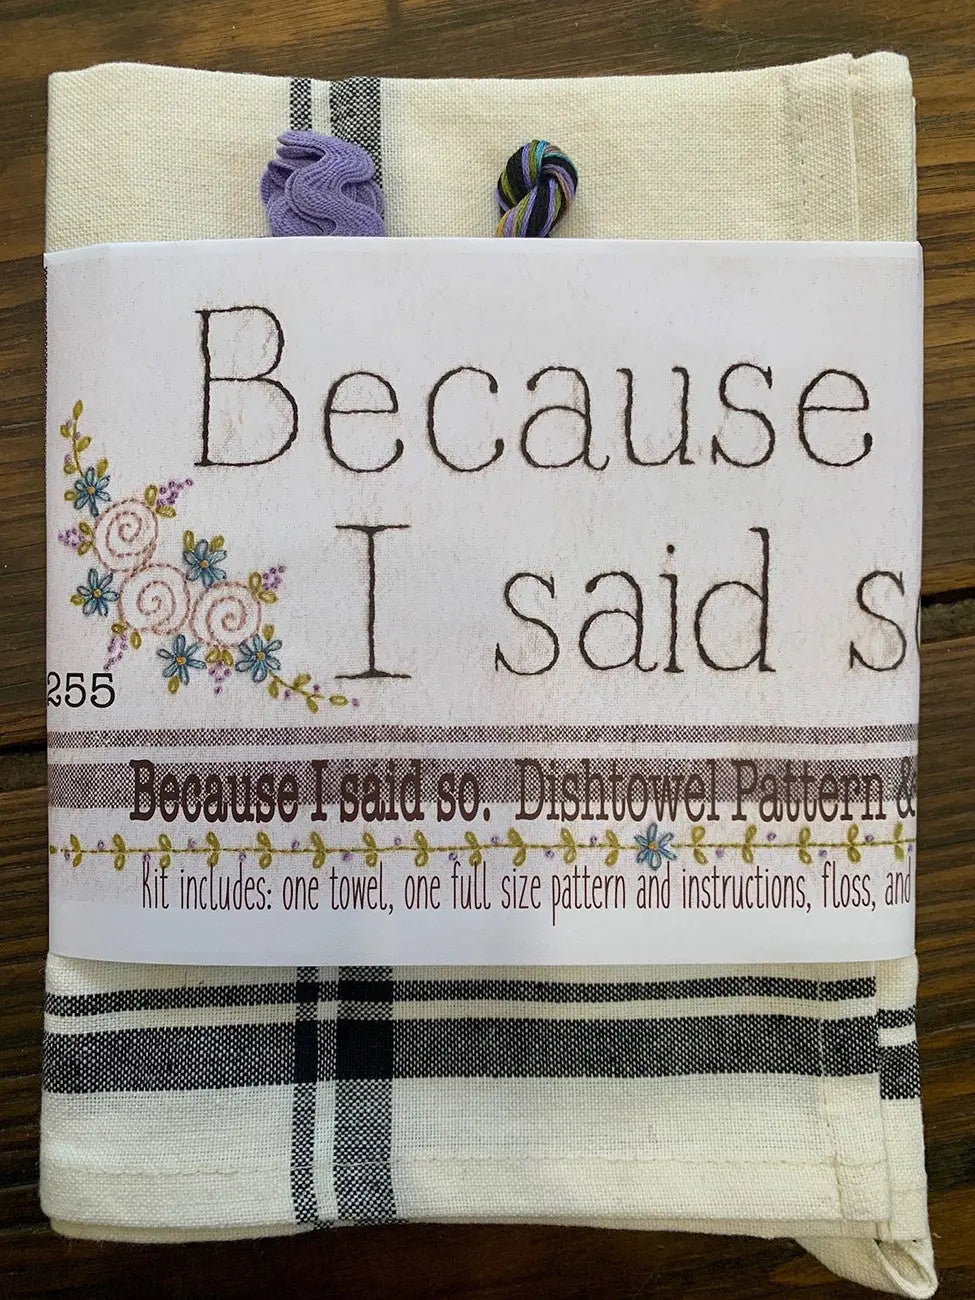 Because
I said s
255
Because I said so. Dishtowel Pattern &
Kit includes: one towel, one full size pattern and instructions, floss, and